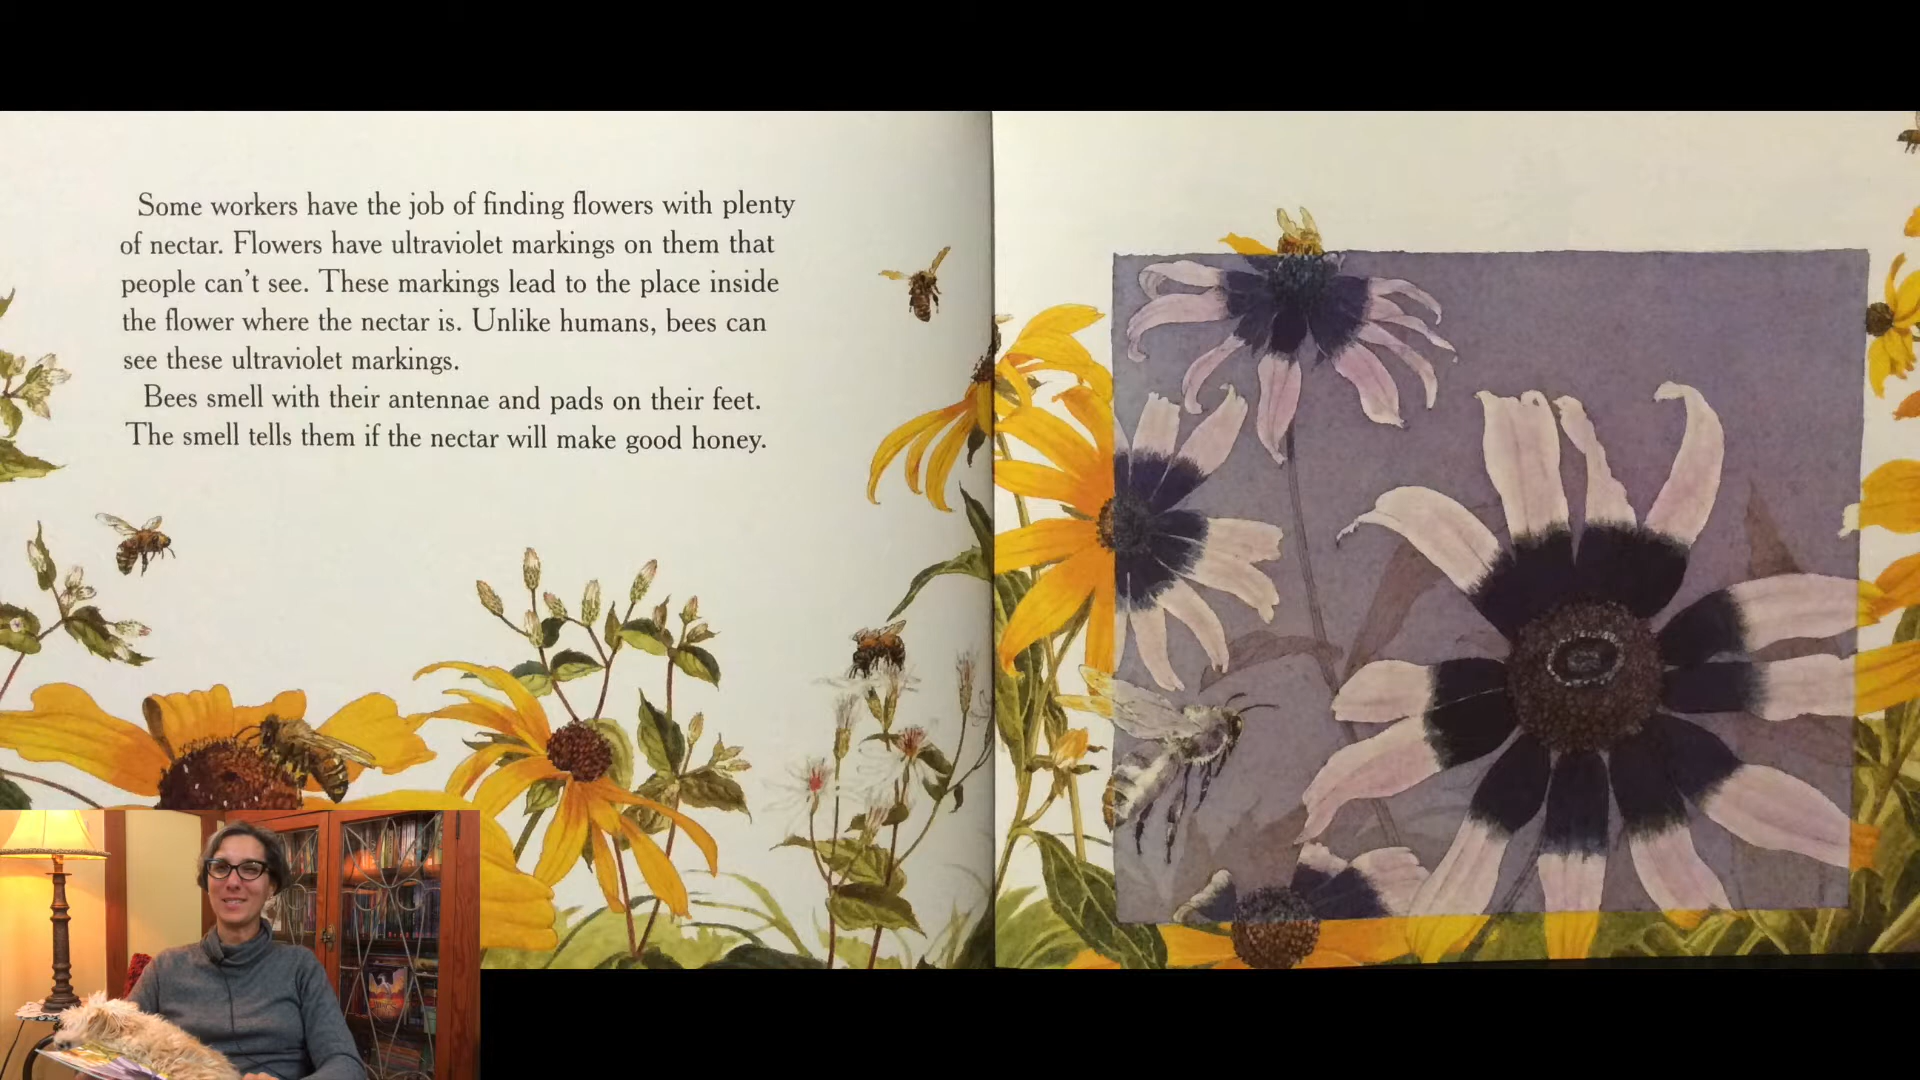 Some workers have the job of finding flowers with plenty
of nectar. Flowers have ultraviolet markings on them that
people can't see. These markings lead to the place inside
the flower where the nectar is. Unlike humans, bees can
see these ultraviolet markings.
Bees smell with their antennae and pads on their feet.
The smell tells them if the nectar will make good honey.